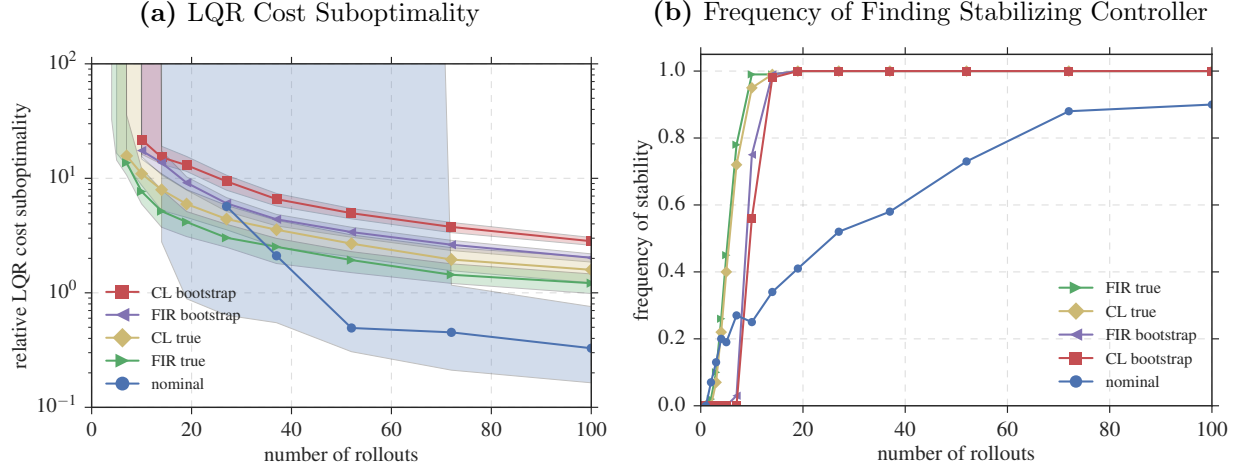 (a) LQR Cost Suboptimality
relative LQR cost suboptimality
10^2
10^1
10^0
10^{-1}
CL bootstrap
FIR bootstrap
CL true
FIR true
nominal
0 20 40 60 80 100
number of rollouts
(b) Frequency of Finding Stabilizing Controller
frequency of stability
1.0
0.8
0.6
0.4
0.2
0.0
FIR true
CL true
FIR bootstrap
CL bootstrap
nominal
0 20 40 60 80 100
number of rollouts